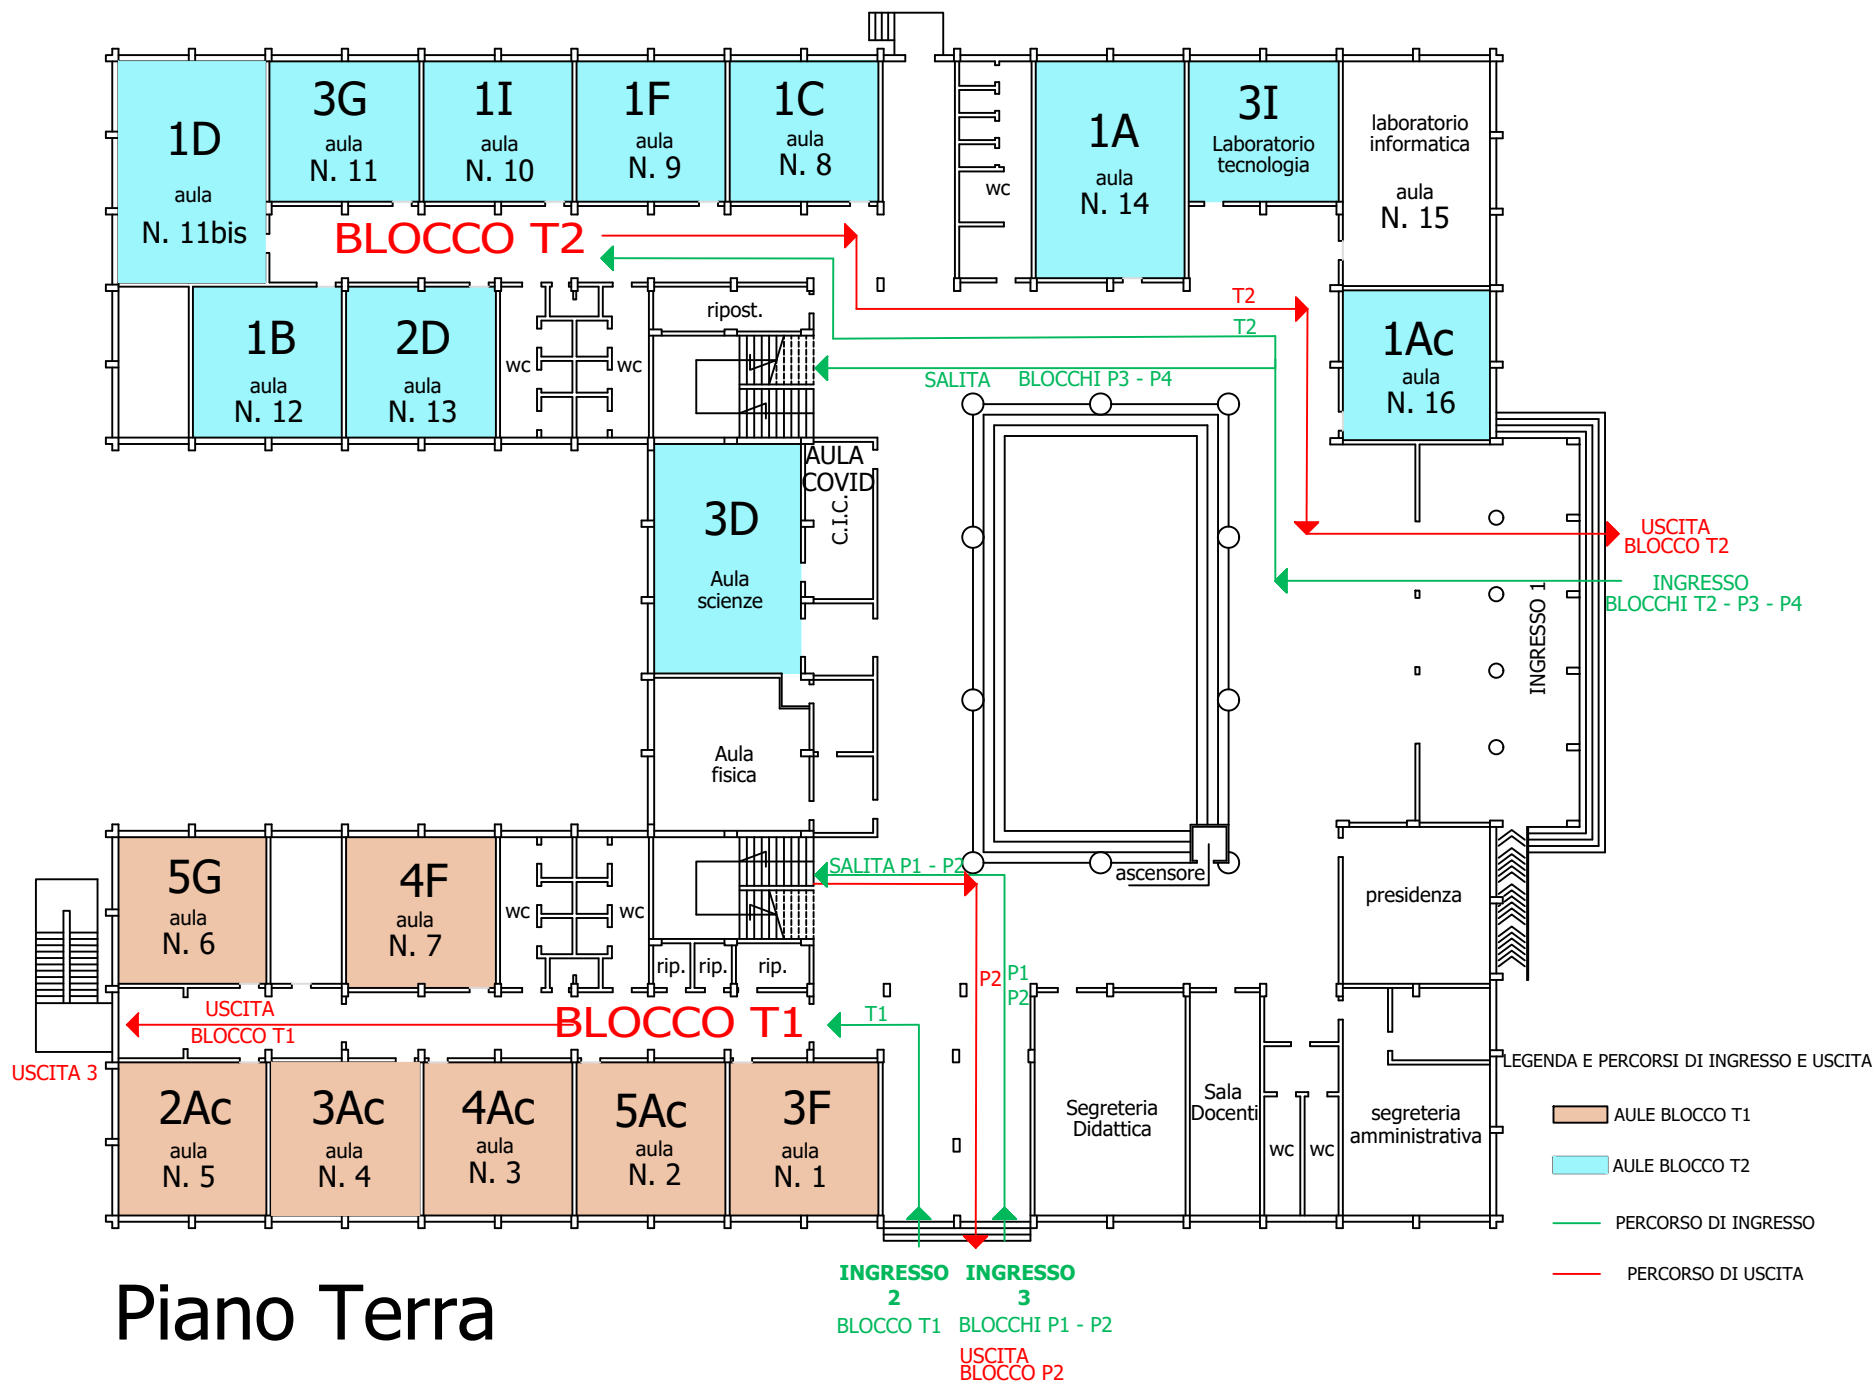 1D
aula
N. 11bis
3G
aula
N. 11
1I
aula
N. 10
1F
aula
N. 9
1C
aula
N. 8
wc
1A
aula
N. 14
3I
Laboratorio
tecnologia
laboratorio
informatica
aula
N. 15
BLOCCO T2
T2
T2
1B
aula
N. 12
2D
aula
N. 13
wc
wc
ripost.
SALITA BLOCCHI P3 - P4
1Ac
aula
N. 16
AULA
COVID
C.I.C.
3D
Aula
scienze
USCITA
BLOCCO T2
INGRESSO
BLOCCHI T2 - P3 - P4
INGRESSO 1
Aula
fisica
5G
aula
N. 6
4F
aula
N. 7
wc
wc
SALITA P1 - P2
ascensore
presidenza
rip.
rip.
rip.
P2
P1
P2
USCITA
BLOCCO T1
BLOCCO T1
T1
USCITA 3
2Ac
aula
N. 5
3Ac
aula
N. 4
4Ac
aula
N. 3
5Ac
aula
N. 2
3F
aula
N. 1
Segreteria
Didattica
Sala
Docenti
wc
wc
segreteria
amministrativa
LEGENDA E PERCORSI DI INGRESSO E USCITA
AULE BLOCCO T1
AULE BLOCCO T2
PERCORSO DI INGRESSO
PERCORSO DI USCITA
INGRESSO
2
BLOCCO T1
INGRESSO
3
BLOCCHI P1 - P2
USCITA
BLOCCO P2
Piano Terra